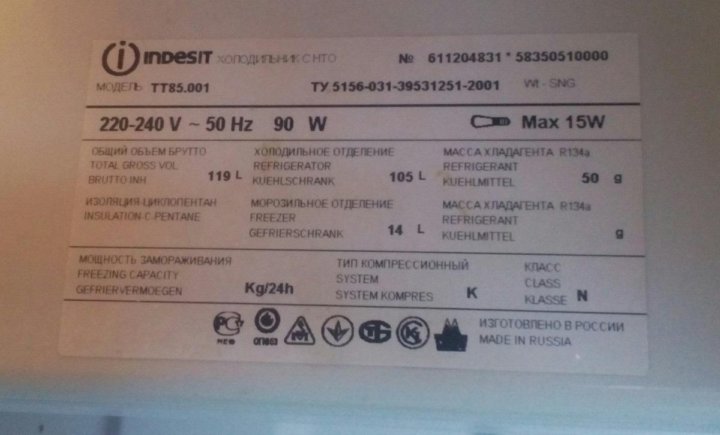 INDESIT ХОЛОДИЛЬНИК С НТО № 611204831 * 58350510000
МОДЕЛЬ TT85.001 ТУ 5156-031-39531251-2001 Wt - SNG
220-240 V ~ 50 Hz 90 W Max 15W
ОБЩИЙ ОБЪЕМ БРУТТО
TOTAL GROSS VOL
BRUTTO INH 119 L
ХОЛОДИЛЬНОЕ ОТДЕЛЕНИЕ
REFRIGERATOR
KUEHLSCHRANK 105 L
МАССА ХЛАДАГЕНТА R134a
REFRIGERANT
KUEHLMITTEL 50 g
ИЗОЛЯЦИЯ-ЦИКЛОПЕНТАН
INSULATION-C-PENTANE
МОРОЗИЛЬНОЕ ОТДЕЛЕНИЕ
FREEZER
GEFRIERSCHRANK 14 L
МАССА ХЛАДАГЕНТА R134a
REFRIGERANT
KUEHLMITTEL g
МОЩНОСТЬ ЗАМОРАЖИВАНИЯ
FREEZING CAPACITY
GEFRIERVERMOEGEN Kg/24h
ТИП КОМПРЕССИОННЫЙ
SYSTEM
SYSTEM KOMPRES K
КЛАСС
CLASS
KLASSE N
ИЗГОТОВЛЕНО В РОССИИ
MADE IN RUSSIA